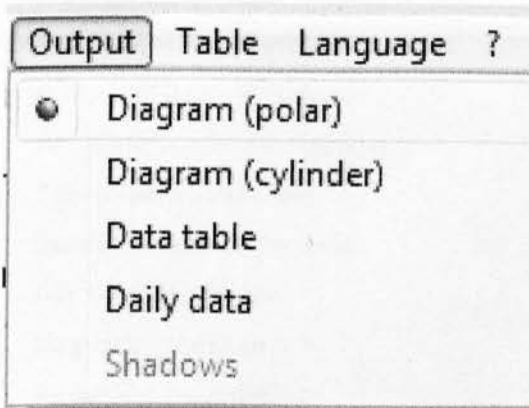 Output Table Language ?
Diagram (polar)
Diagram (cylinder)
Data table
Daily data
Shadows